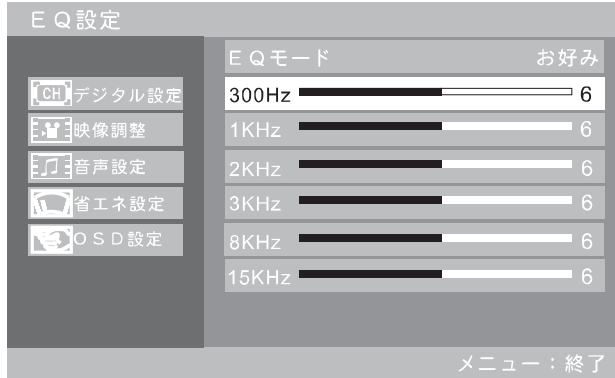 ＥＱ設定
CH デジタル設定
映像調整
音声設定
省エネ設定
ＯＳＤ設定
ＥＱモード お好み
300Hz 6
1KHz 6
2KHz 6
3KHz 6
8KHz 6
15KHz 6
メニュー：終了